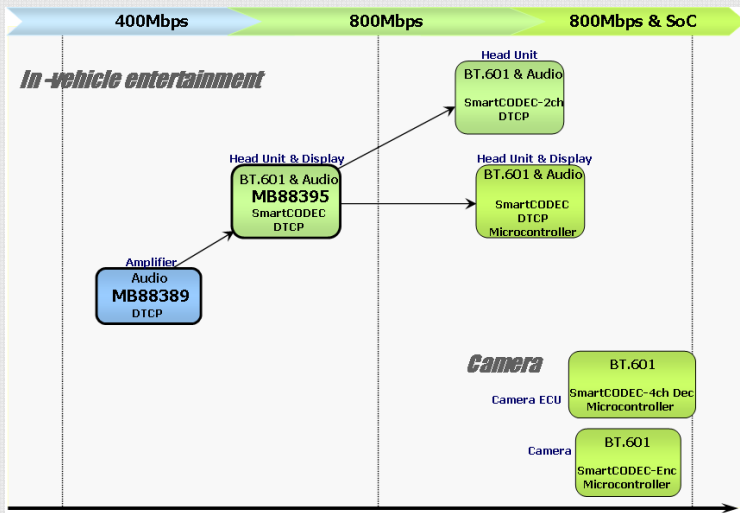 400Mbps
800Mbps
800Mbps & SoC
In -vehicle entertainment
Head Unit
BT.601 & Audio
SmartCODEC-2ch
DTCP
Head Unit & Display
BT.601 & Audio
MB88395
SmartCODEC
DTCP
Head Unit & Display
BT.601 & Audio
SmartCODEC
DTCP
Microcontroller
Amplifier
Audio
MB88389
DTCP
Camera
Camera ECU
BT.601
SmartCODEC-4ch Dec
Microcontroller
Camera
BT.601
SmartCODEC-Enc
Microcontroller